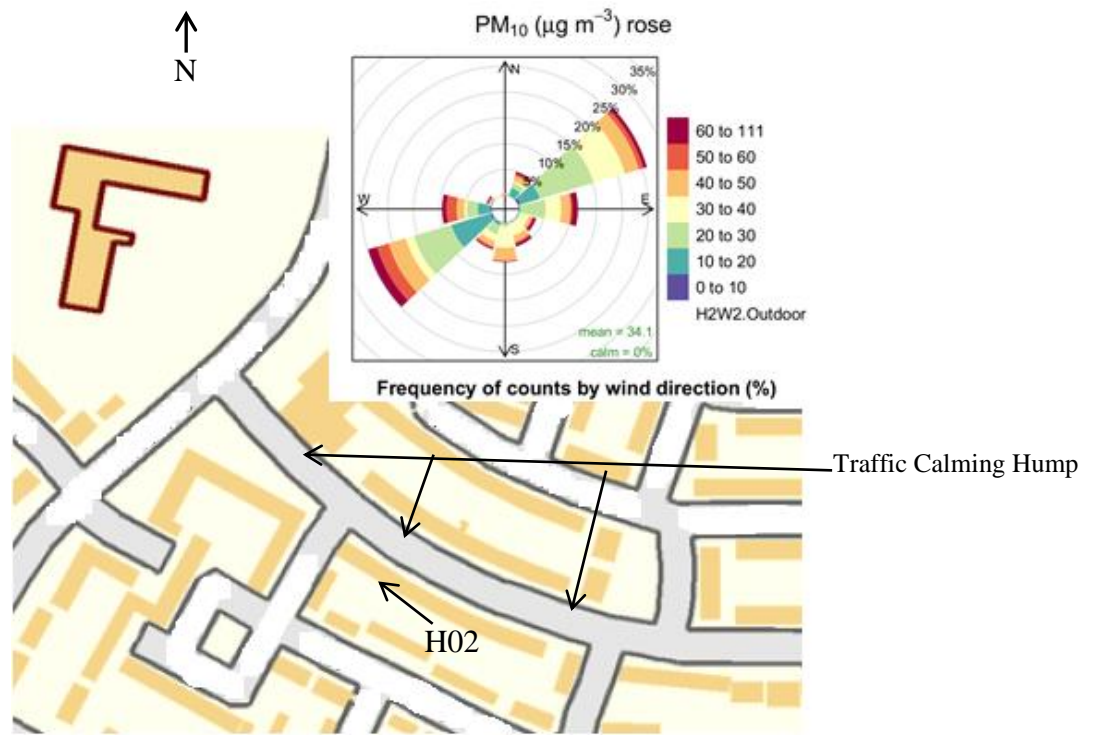 N
PM₁₀ (μg m⁻³) rose
N
35%
30%
25%
20%
15%
10%
5%
W
E
S
60 to 111
50 to 60
40 to 50
30 to 40
20 to 30
10 to 20
0 to 10
H2W2.Outdoor
mean = 34.1
calm = 0%
Frequency of counts by wind direction (%)
Traffic Calming Hump
H02